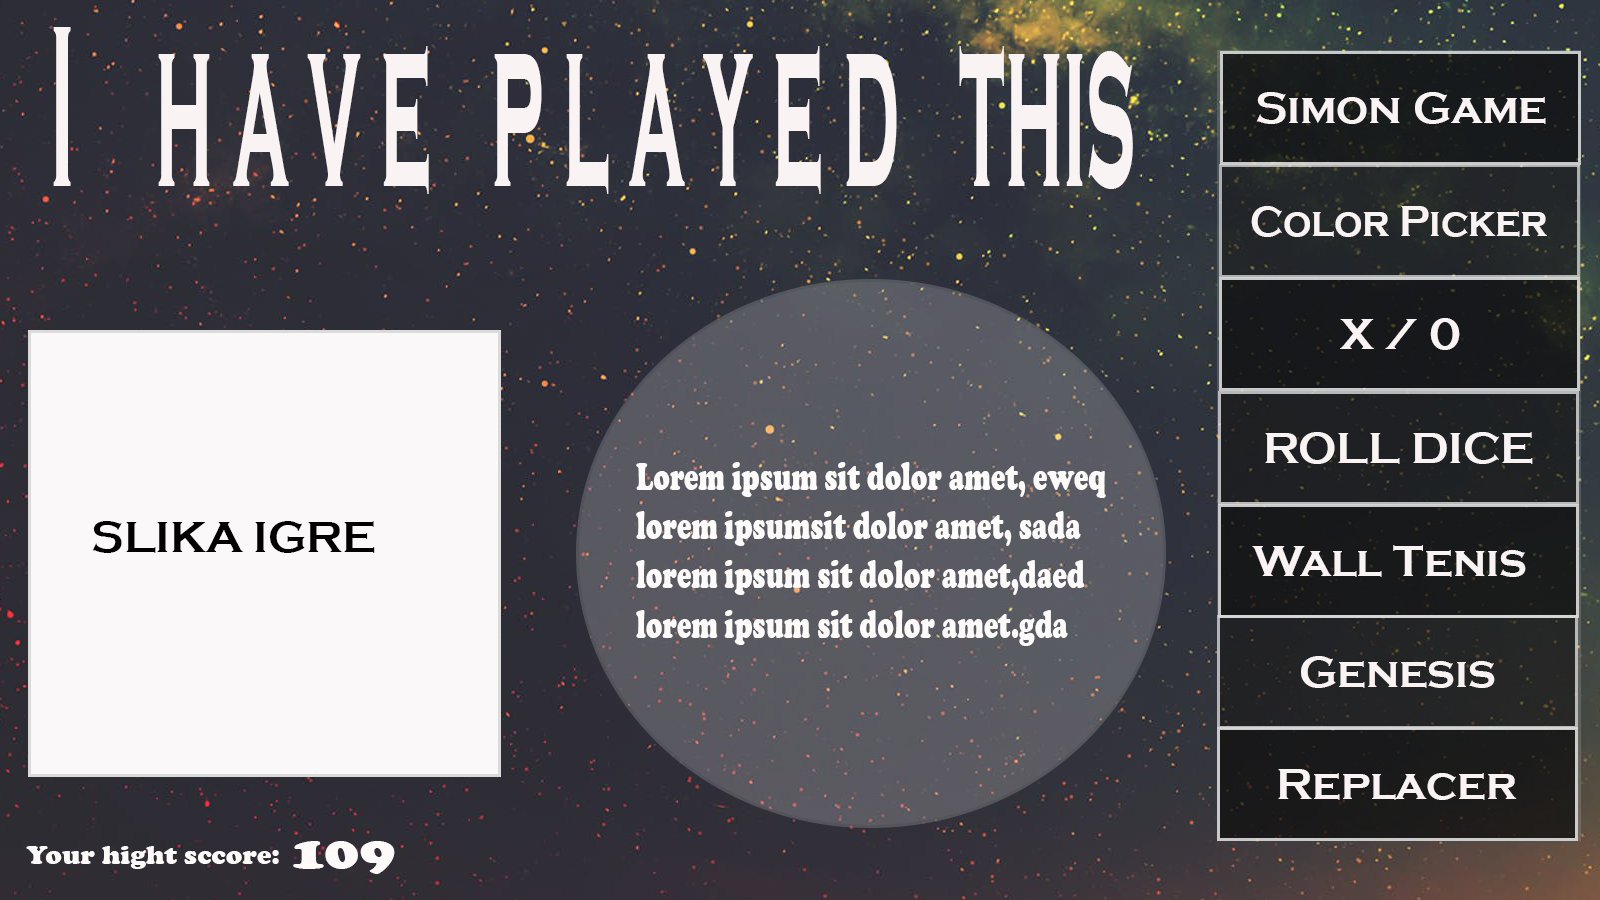 I HAVE PLAYED THIS
SLIKA IGRE
Your hight sccore: 109
Lorem ipsum sit dolor amet, eweq
lorem ipsumsit dolor amet, sada
lorem ipsum sit dolor amet,daed
lorem ipsum sit dolor amet.gda
SIMON GAME
COLOR PICKER
X / 0
ROLL DICE
WALL TENIS
GENESIS
REPLACER